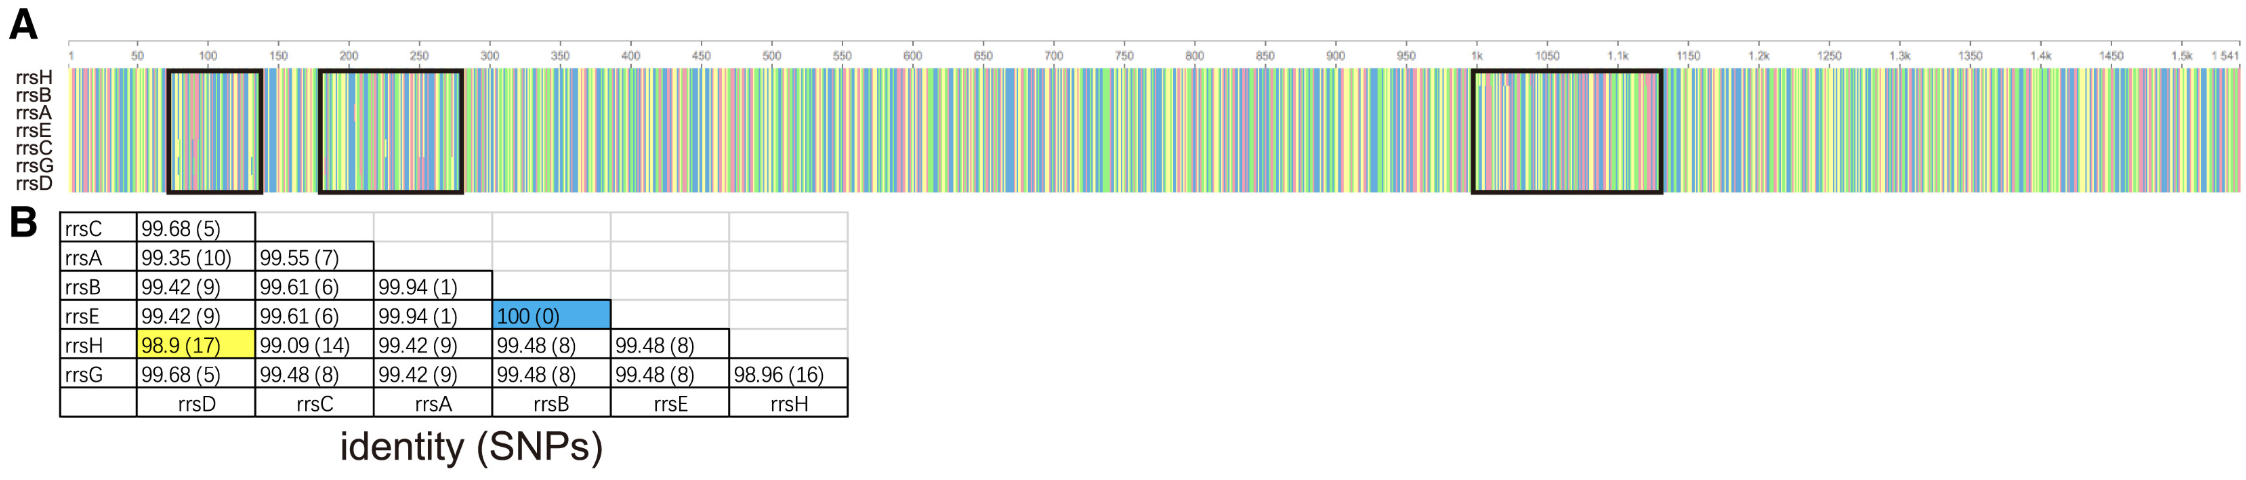 A
1 50 100 150 200 250 300 350 400 450 500 550 600 650 700 750 800 850 900 950 1k 1050 1.1k 1150 1.2k 1250 1.3k 1350 1.4k 1450 1.5k 1 541
rrsH
rrsB
rrsA
rrsE
rrsC
rrsG
rrsD
B
rrsC 99.68 (5)
rrsA 99.35 (10) 99.55 (7)
rrsB 99.42 (9) 99.61 (6) 99.94 (1)
rrsE 99.42 (9) 99.61 (6) 99.94 (1) 100 (0)
rrsH 98.9 (17) 99.09 (14) 99.42 (9) 99.48 (8) 99.48 (8)
rrsG 99.68 (5) 99.48 (8) 99.42 (9) 99.48 (8) 99.48 (8) 98.96 (16)
rrsD rrsC rrsA rrsB rrsE rrsH
identity (SNPs)